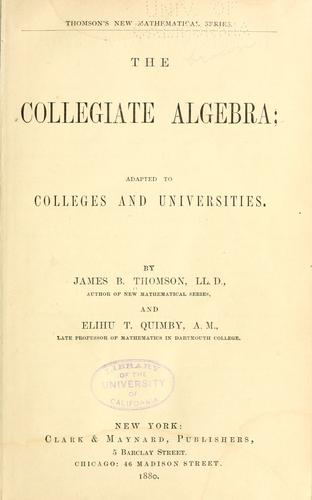 THOMSON'S NEW MATHEMATICAL SERIES.
THE
COLLEGIATE ALGEBRA;
ADAPTED TO
COLLEGES AND UNIVERSITIES.
BY
JAMES B. THOMSON, LL. D.,
AUTHOR OF NEW MATHEMATICAL SERIES,
AND
ELIHU T. QUIMBY, A. M.,
LATE PROFESSOR OF MATHEMATICS IN DARTMOUTH COLLEGE.
LIBRARY
OF THE
UNIVERSITY
OF
CALIFORNIA
NEW YORK:
CLARK & MAYNARD, PUBLISHERS,
5 BARCLAY STREET.
CHICAGO: 46 MADISON STREET.
1880.